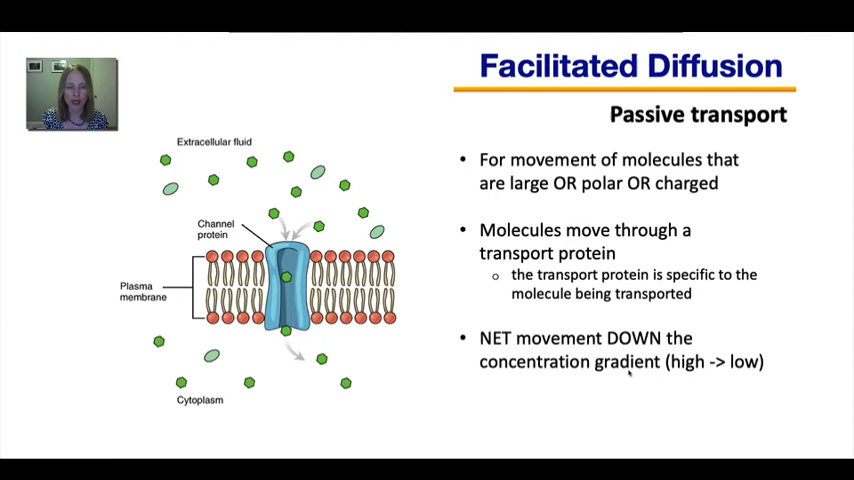 Facilitated Diffusion
Passive transport
Extracellular fluid
Channel
protein
Plasma
membrane
Cytoplasm
• For movement of molecules that
are large OR polar OR charged
• Molecules move through a
transport protein
○ the transport protein is specific to the
molecule being transported
• NET movement DOWN the
concentration gradient (high -> low)